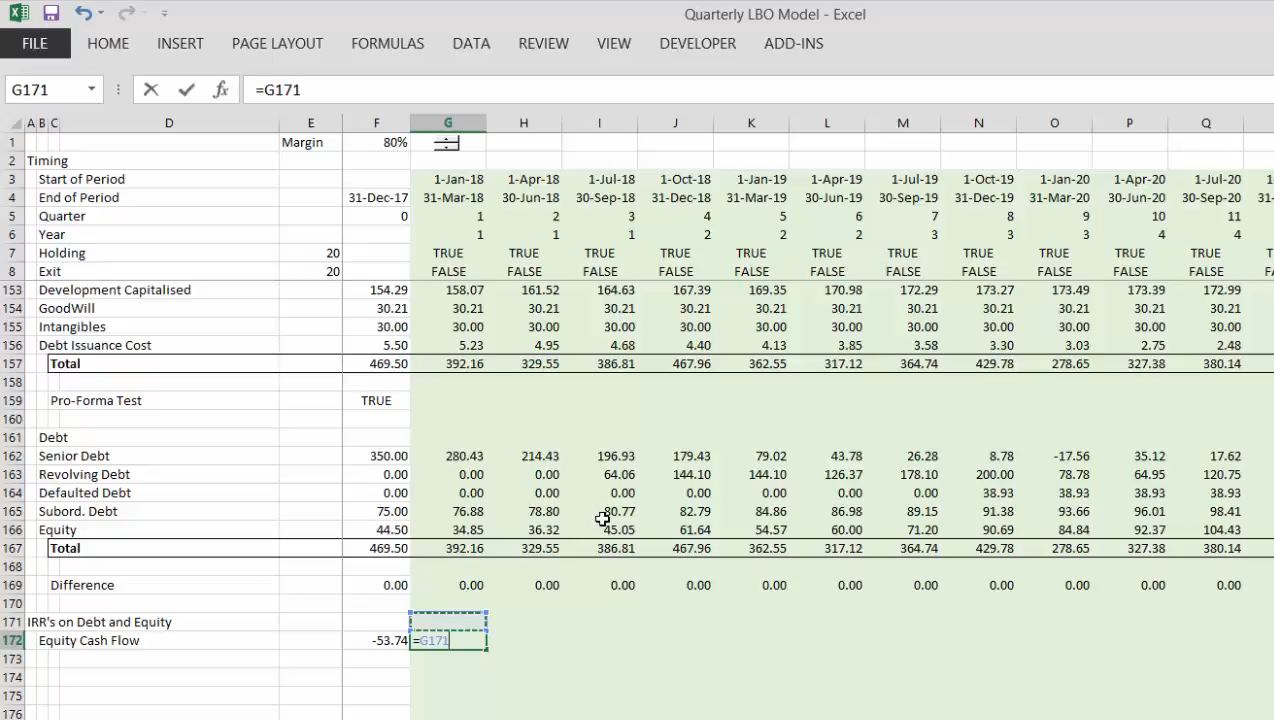 Quarterly LBO Model - Excel
FILE HOME INSERT PAGE LAYOUT FORMULAS DATA REVIEW VIEW DEVELOPER ADD-INS
G171 fx =G171
A B C D E F G H I J K L M N O P Q
1 Margin 80%
2 Timing
3 Start of Period 1-Jan-18 1-Apr-18 1-Jul-18 1-Oct-18 1-Jan-19 1-Apr-19 1-Jul-19 1-Oct-19 1-Jan-20 1-Apr-20 1-Jul-20
4 End of Period 31-Dec-17 31-Mar-18 30-Jun-18 30-Sep-18 31-Dec-18 31-Mar-19 30-Jun-19 30-Sep-19 31-Dec-19 31-Mar-20 30-Jun-20 30-Sep-20
5 Quarter 0 1 2 3 4 5 6 7 8 9 10 11
6 Year 1 1 1 2 2 2 3 3 3 4 4
7 Holding 20 TRUE TRUE TRUE TRUE TRUE TRUE TRUE TRUE TRUE TRUE TRUE
8 Exit 20 FALSE FALSE FALSE FALSE FALSE FALSE FALSE FALSE FALSE FALSE FALSE
153 Development Capitalised 154.29 158.07 161.52 164.63 167.39 169.35 170.98 172.29 173.27 173.49 173.39 172.99
154 GoodWill 30.21 30.21 30.21 30.21 30.21 30.21 30.21 30.21 30.21 30.21 30.21 30.21
155 Intangibles 30.00 30.00 30.00 30.00 30.00 30.00 30.00 30.00 30.00 30.00 30.00 30.00
156 Debt Issuance Cost 5.50 5.23 4.95 4.68 4.40 4.13 3.85 3.58 3.30 3.03 2.75 2.48
157 Total 469.50 392.16 329.55 386.81 467.96 362.55 317.12 364.74 429.78 278.65 327.38 380.14
158
159 Pro-Forma Test TRUE
160
161 Debt
162 Senior Debt 350.00 280.43 214.43 196.93 179.43 79.02 43.78 26.28 8.78 -17.56 35.12 17.62
163 Revolving Debt 0.00 0.00 0.00 64.06 144.10 144.10 126.37 178.10 200.00 78.78 64.95 120.75
164 Defaulted Debt 0.00 0.00 0.00 0.00 0.00 0.00 0.00 0.00 38.93 38.93 38.93 38.93
165 Subord. Debt 75.00 76.88 78.80 80.77 82.79 84.86 86.98 89.15 91.38 93.66 96.01 98.41
166 Equity 44.50 34.85 36.32 45.05 61.64 54.57 60.00 71.20 90.69 84.84 92.37 104.43
167 Total 469.50 392.16 329.55 386.81 467.96 362.55 317.12 364.74 429.78 278.65 327.38 380.14
168
169 Difference 0.00 0.00 0.00 0.00 0.00 0.00 0.00 0.00 0.00 0.00 0.00 0.00
170
171 IRR's on Debt and Equity
172 Equity Cash Flow -53.74 =G171
173
174
175
176